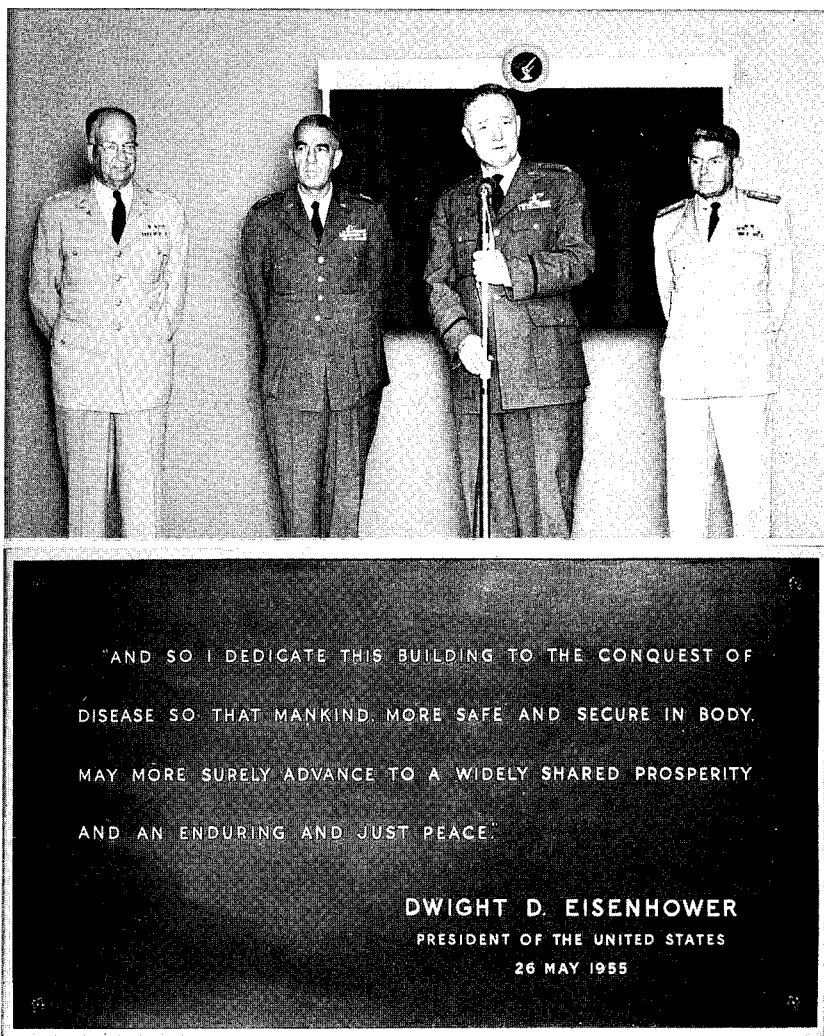 "AND SO I DEDICATE THIS BUILDING TO THE CONQUEST OF
DISEASE SO THAT MANKIND, MORE SAFE AND SECURE IN BODY,
MAY MORE SURELY ADVANCE TO A WIDELY SHARED PROSPERITY
AND AN ENDURING AND JUST PEACE."
DWIGHT D. EISENHOWER
PRESIDENT OF THE UNITED STATES
26 MAY 1955